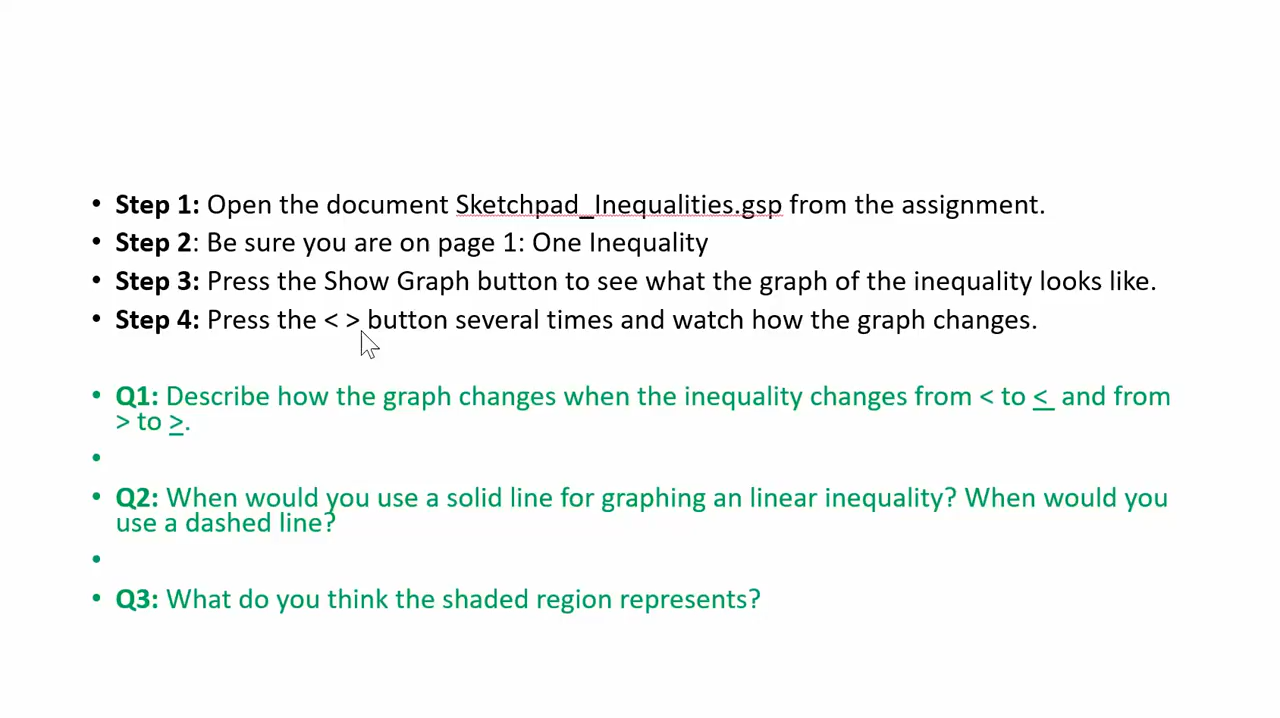 • Step 1: Open the document Sketchpad_Inequalities.gsp from the assignment.
• Step 2: Be sure you are on page 1: One Inequality
• Step 3: Press the Show Graph button to see what the graph of the inequality looks like.
• Step 4: Press the < > button several times and watch how the graph changes.
• Q1: Describe how the graph changes when the inequality changes from < to < and from
> to >.
•
• Q2: When would you use a solid line for graphing an linear inequality? When would you
use a dashed line?
•
• Q3: What do you think the shaded region represents?